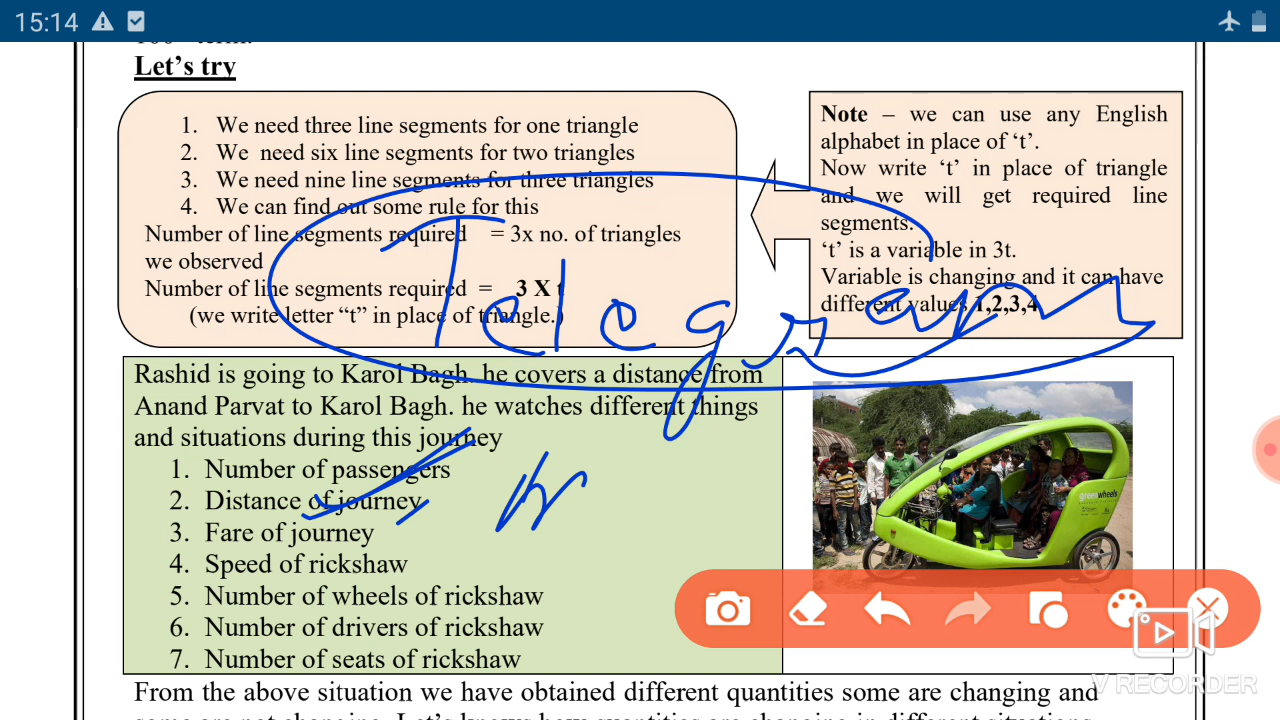 15:14
Let's try
1. We need three line segments for one triangle
2. We need six line segments for two triangles
3. We need nine line segments for three triangles
4. We can find out some rule for this
Number of line segments required = 3x no. of triangles
we observed
Number of line segments required = 3 X t
(we write letter “t” in place of triangle.)
Note – we can use any English
alphabet in place of ‘t’.
Now write ‘t’ in place of triangle
and we will get required line
segments.
‘t’ is a variable in 3t.
Variable is changing and it can have
different values 1,2,3,4
Telegram
Rashid is going to Karol Bagh. he covers a distance from
Anand Parvat to Karol Bagh. he watches different things
and situations during this journey
1. Number of passengers
2. Distance of journey
3. Fare of journey
4. Speed of rickshaw
5. Number of wheels of rickshaw
6. Number of drivers of rickshaw
7. Number of seats of rickshaw
greenwheels
V RECORDER
From the above situation we have obtained different quantities some are changing and